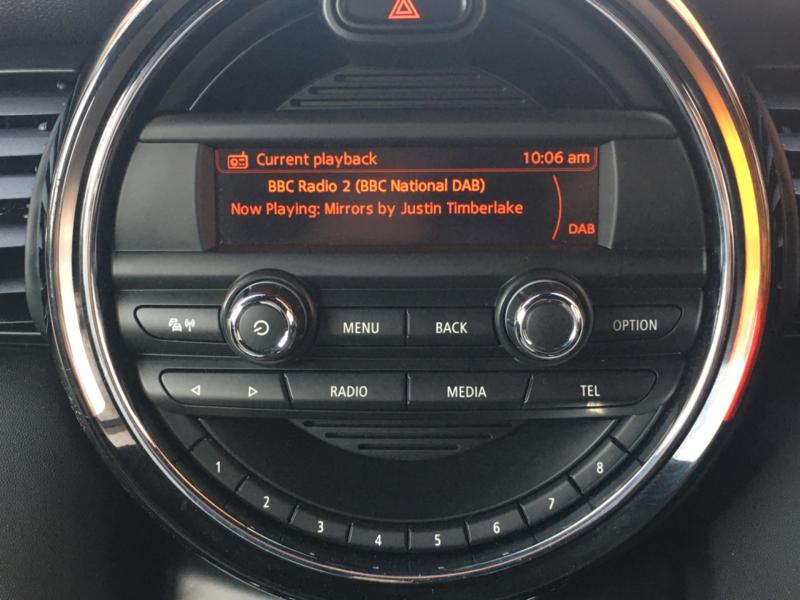 Current playback 10:06 am
BBC Radio 2 (BBC National DAB)
Now Playing: Mirrors by Justin Timberlake
DAB
MENU BACK OPTION
RADIO MEDIA TEL
1 2 3 4 5 6 7 8